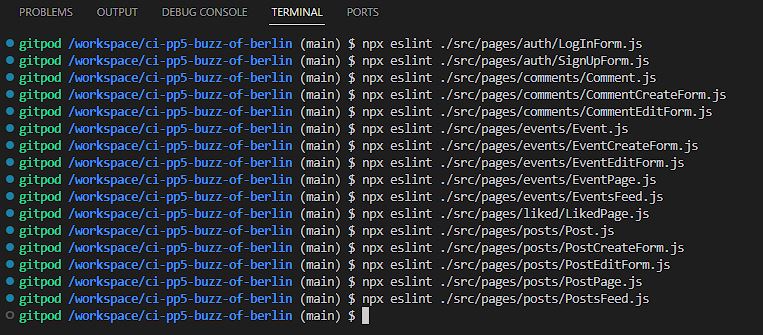 PROBLEMS OUTPUT DEBUG CONSOLE TERMINAL PORTS
gitpod /workspace/ci-pp5-buzz-of-berlin (main) $ npx eslint ./src/pages/auth/LogInForm.js
gitpod /workspace/ci-pp5-buzz-of-berlin (main) $ npx eslint ./src/pages/auth/SignUpForm.js
gitpod /workspace/ci-pp5-buzz-of-berlin (main) $ npx eslint ./src/pages/comments/Comment.js
gitpod /workspace/ci-pp5-buzz-of-berlin (main) $ npx eslint ./src/pages/comments/CommentCreateForm.js
gitpod /workspace/ci-pp5-buzz-of-berlin (main) $ npx eslint ./src/pages/comments/CommentEditForm.js
gitpod /workspace/ci-pp5-buzz-of-berlin (main) $ npx eslint ./src/pages/events/Event.js
gitpod /workspace/ci-pp5-buzz-of-berlin (main) $ npx eslint ./src/pages/events/EventCreateForm.js
gitpod /workspace/ci-pp5-buzz-of-berlin (main) $ npx eslint ./src/pages/events/EventEditForm.js
gitpod /workspace/ci-pp5-buzz-of-berlin (main) $ npx eslint ./src/pages/events/EventPage.js
gitpod /workspace/ci-pp5-buzz-of-berlin (main) $ npx eslint ./src/pages/events/EventsFeed.js
gitpod /workspace/ci-pp5-buzz-of-berlin (main) $ npx eslint ./src/pages/liked/LikedPage.js
gitpod /workspace/ci-pp5-buzz-of-berlin (main) $ npx eslint ./src/pages/posts/Post.js
gitpod /workspace/ci-pp5-buzz-of-berlin (main) $ npx eslint ./src/pages/posts/PostCreateForm.js
gitpod /workspace/ci-pp5-buzz-of-berlin (main) $ npx eslint ./src/pages/posts/PostEditForm.js
gitpod /workspace/ci-pp5-buzz-of-berlin (main) $ npx eslint ./src/pages/posts/PostPage.js
gitpod /workspace/ci-pp5-buzz-of-berlin (main) $ npx eslint ./src/pages/posts/PostsFeed.js
gitpod /workspace/ci-pp5-buzz-of-berlin (main) $